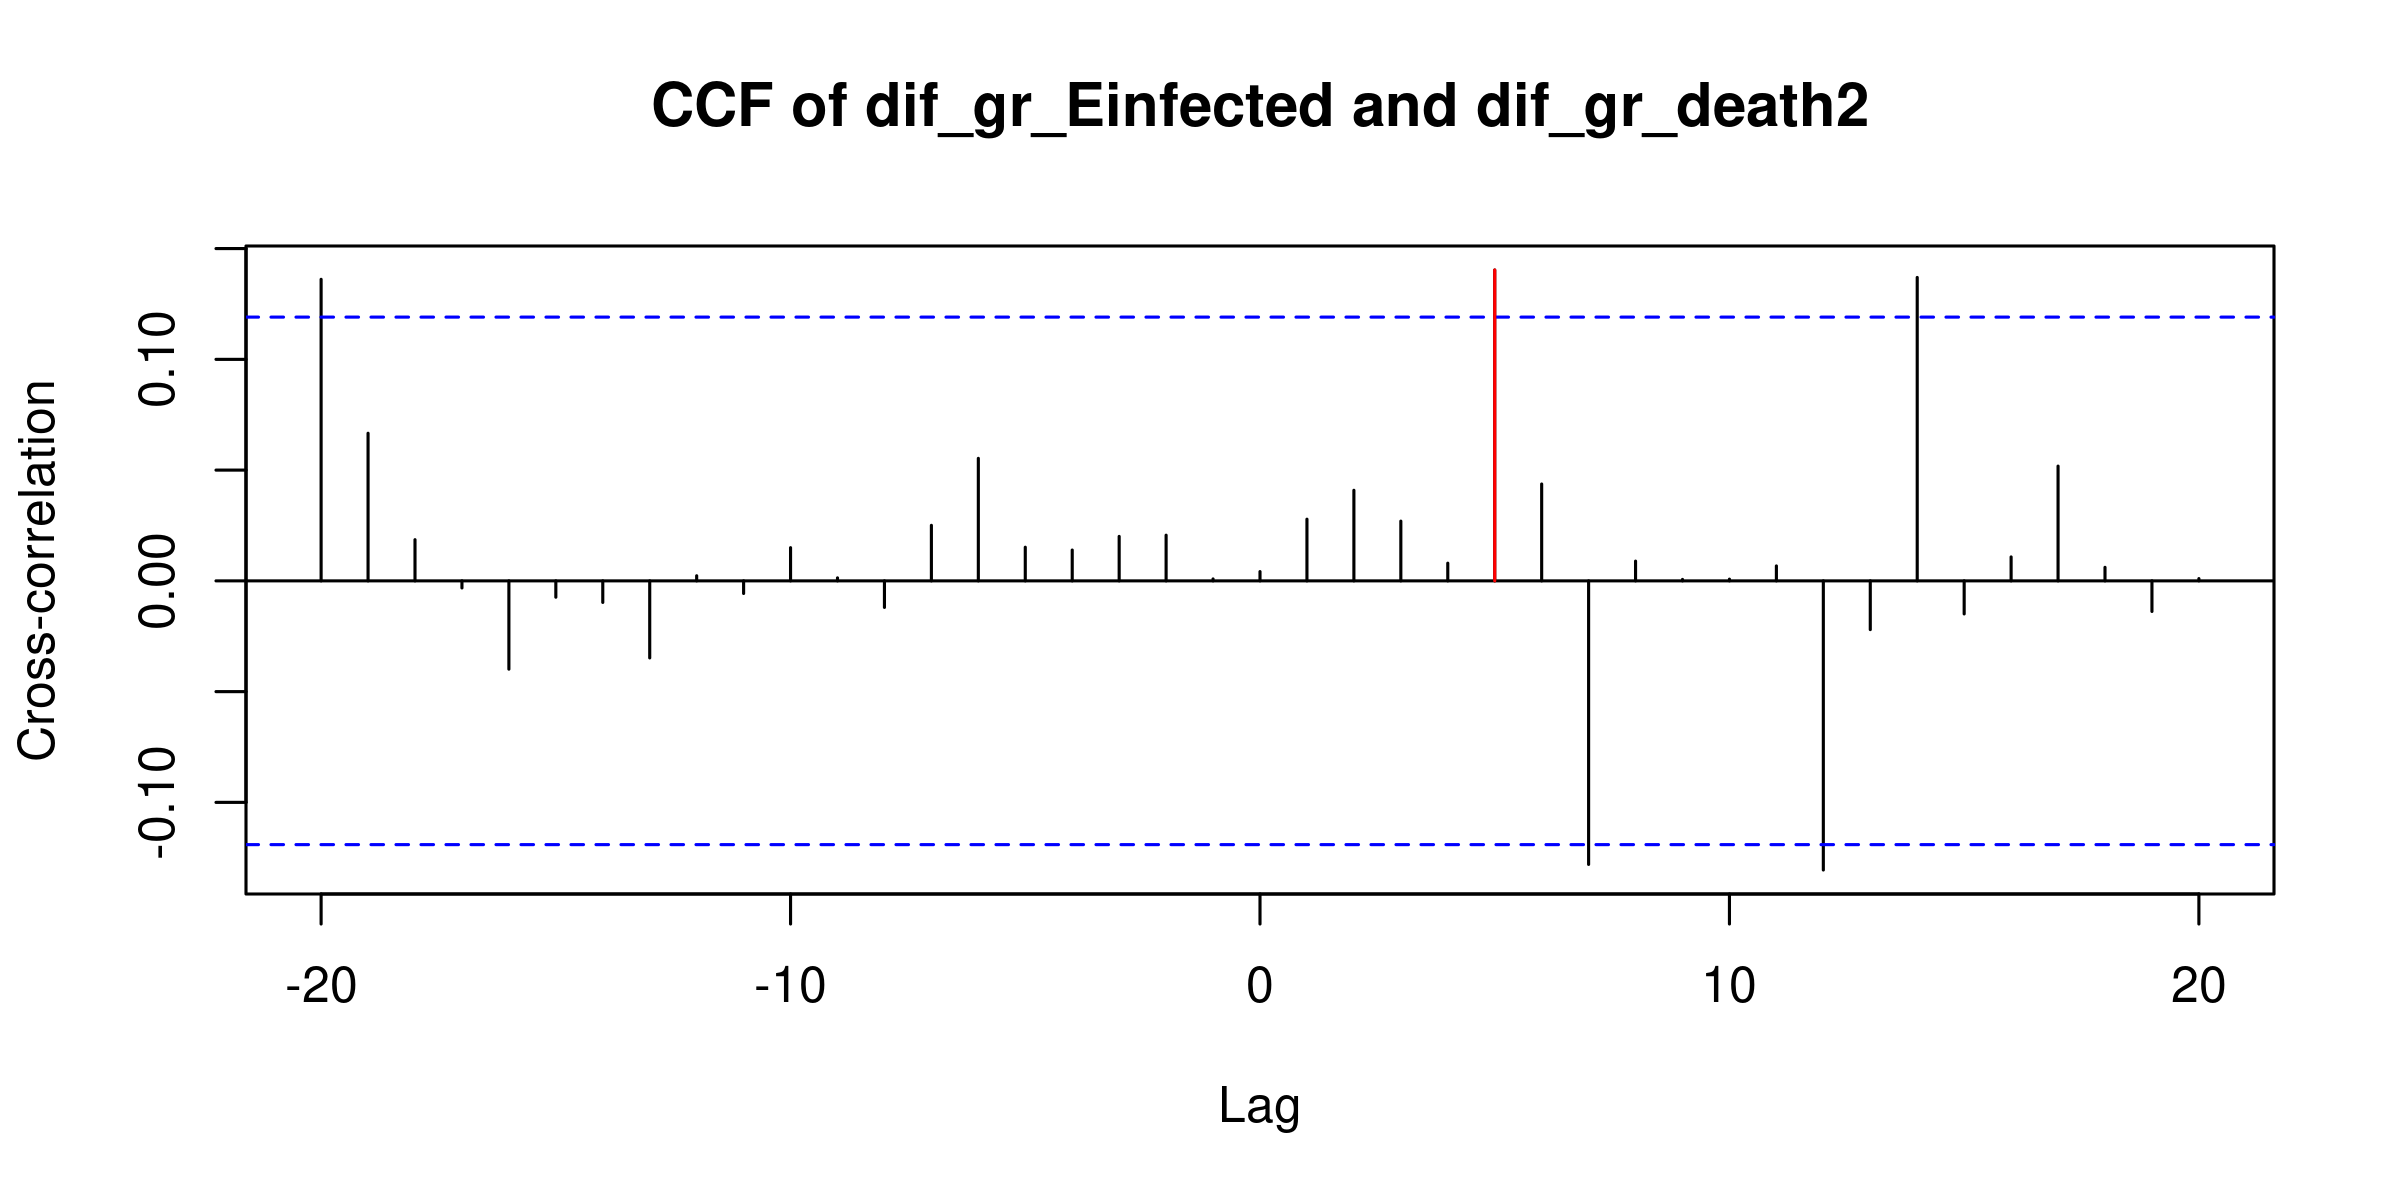 CCF of dif_gr_Einfected and dif_gr_death2
Cross-correlation
0.10
0.00
-0.10
-20 -10 0 10 20
Lag